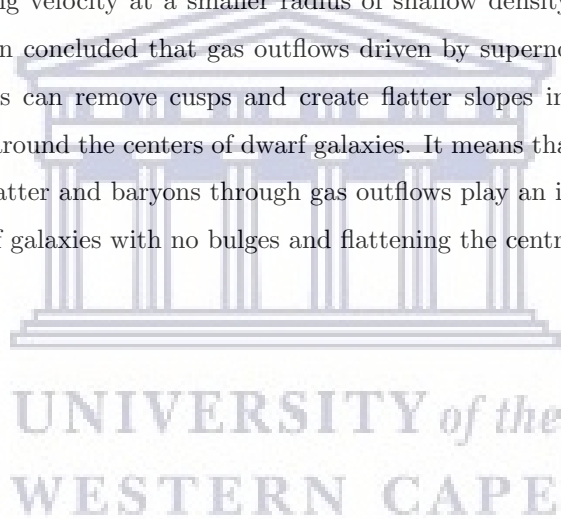 ng velocity at a smaller radius of shallow density
n concluded that gas outflows driven by superno
s can remove cusps and create flatter slopes in
round the centers of dwarf galaxies. It means tha
atter and baryons through gas outflows play an i
f galaxies with no bulges and flattening the centr
UNIVERSITY of the
WESTERN CAPE